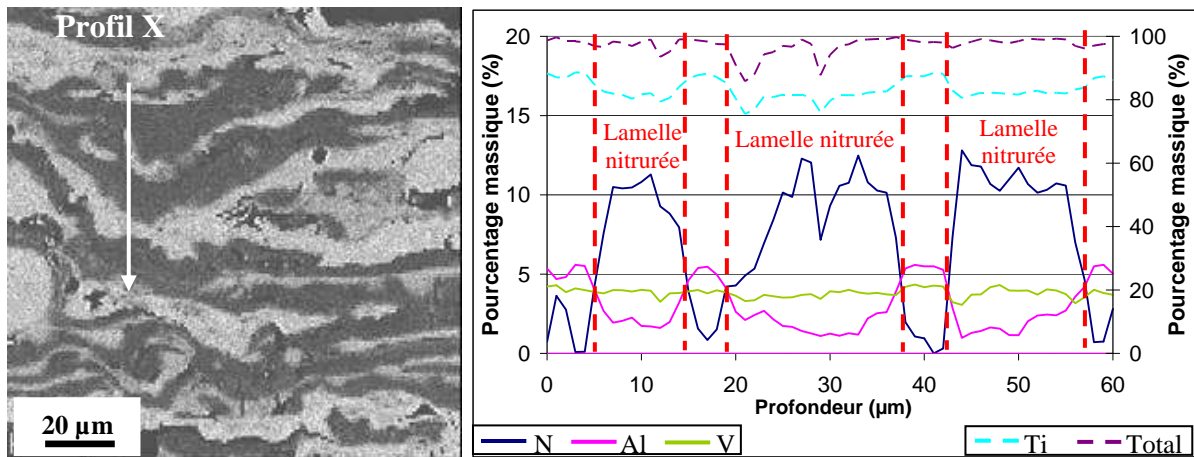 Profil X
20 µm
Pourcentage massique (%)
20
15
10
5
0
Lamelle
nitrurée
Lamelle nitrurée
Lamelle
nitrurée
100
80
60
40
20
0
Pourcentage massique (%)
0 10 20 30 40 50 60
Profondeur (µm)
N Al V
Ti Total